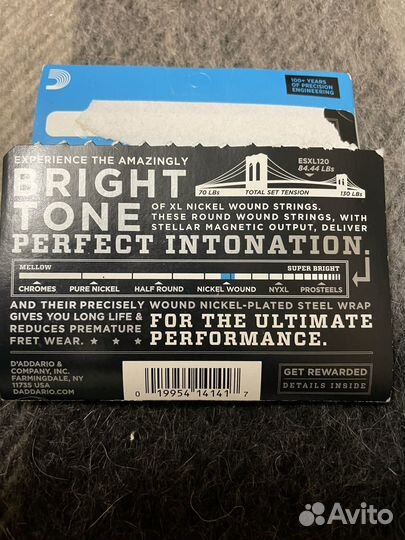 100+ YEARS
OF PRECISION
ENGINEERING
EXPERIENCE THE AMAZINGLY
BRIGHT
TONE
ESXL120
84.44 LBs
70 LBs
TOTAL SET TENSION
130 LBs
OF XL NICKEL WOUND STRINGS.
THESE ROUND WOUND STRINGS, WITH
STELLAR MAGNETIC OUTPUT, DELIVER
PERFECT INTONATION.
MELLOW
SUPER BRIGHT
CHROMES
PURE NICKEL
HALF ROUND
NICKEL WOUND
NYXL
PROSTEELS
AND THEIR PRECISELY WOUND NICKEL-PLATED STEEL WRAP
GIVES YOU LONG LIFE &
REDUCES PREMATURE
FRET WEAR.
FOR THE ULTIMATE
PERFORMANCE.
D'ADDARIO &
COMPANY, INC.
FARMINGDALE, NY
11735 USA
DADDARIO.COM
0 19954 14141 7
GET REWARDED
DETAILS INSIDE
Avito